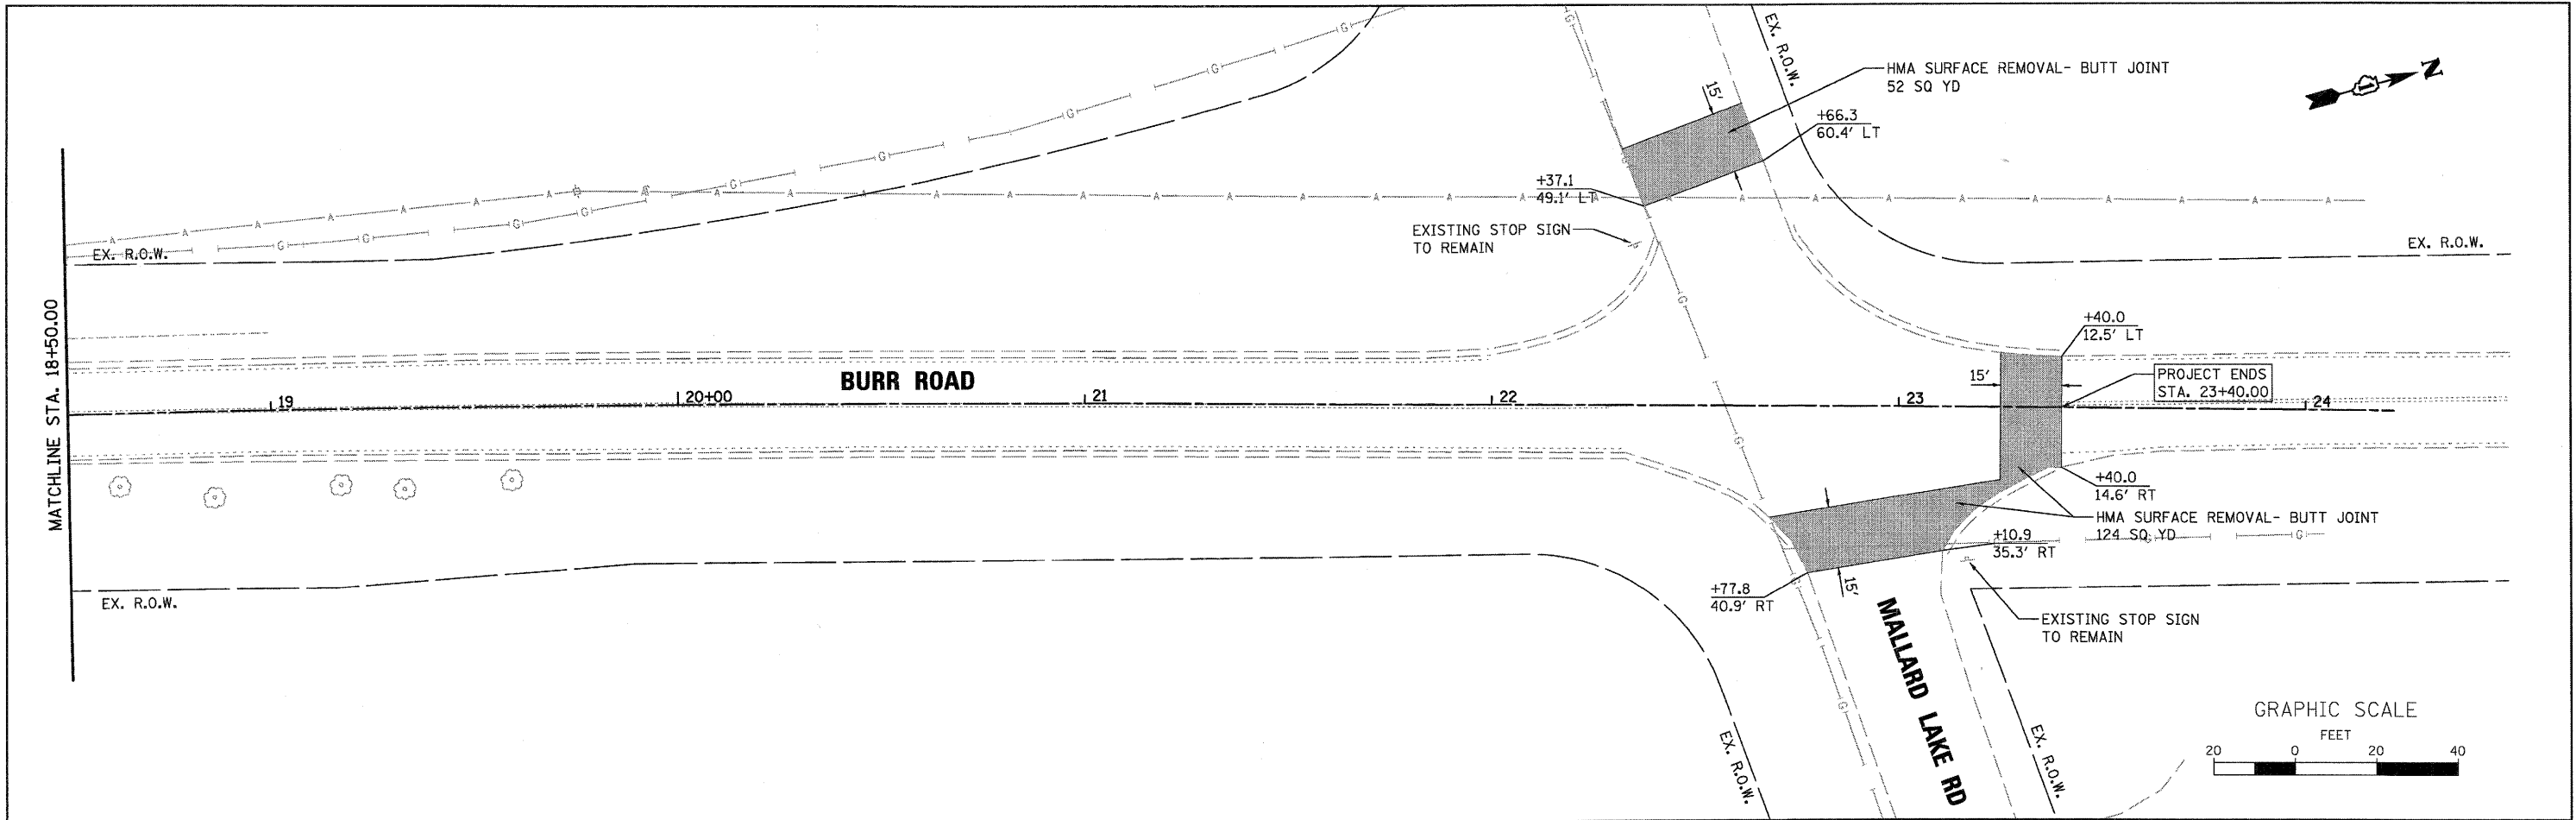 EX. R.O.W.
HMA SURFACE REMOVAL- BUTT JOINT
52 SQ YD
N
15'
+66.3
60.4' LT
+37.1
49.1' LT
EXISTING STOP SIGN
TO REMAIN
EX. R.O.W.
EX. R.O.W.
MATCHLINE STA. 18+50.00
+40.0
12.5' LT
15'
PROJECT ENDS
STA. 23+40.00
BURR ROAD
19
20+00
21
22
23
24
+40.0
14.6' RT
HMA SURFACE REMOVAL- BUTT JOINT
124 SQ YD
+10.9
35.3' RT
+77.8
40.9' RT
15'
EX. R.O.W.
EXISTING STOP SIGN
TO REMAIN
MALLARD LAKE RD
EX. R.O.W.
EX. R.O.W.
GRAPHIC SCALE
FEET
20 0 20 40